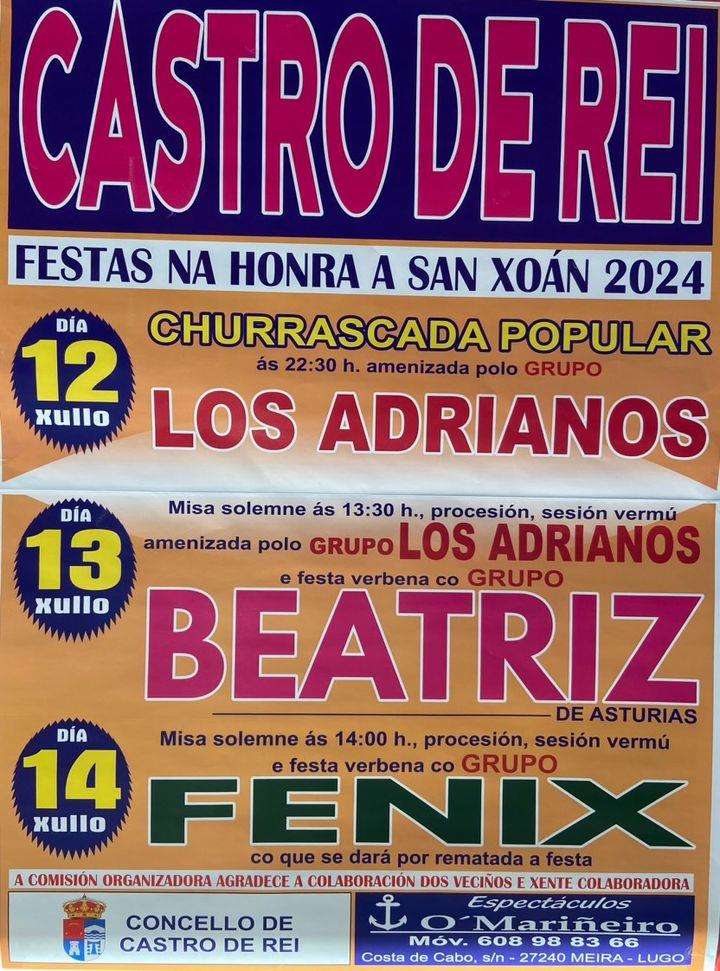 CASTRO DE REI
FESTAS NA HONRA A SAN XOÁN 2024
DÍA
12
xullo
CHURRASCADA POPULAR
ás 22:30 h. amenizada polo GRUPO
LOS ADRIANOS
DÍA
13
xullo
Misa solemne ás 13:30 h., procesión, sesión vermú
amenizada polo GRUPO LOS ADRIANOS
e festa verbena co GRUPO
BEATRIZ
DE ASTURIAS
DÍA
14
xullo
Misa solemne ás 14:00 h., procesión, sesión vermú
e festa verbena co GRUPO
FENIX
co que se dará por rematada a festa
A COMISIÓN ORGANIZADORA AGRADECE A COLABORACIÓN DOS VECIÑOS E XENTE COLABORADORA
CONCELLO DE
CASTRO DE REI
Espectáculos
O´Mariñeiro
Móv. 608 98 83 66
Costa de Cabo, s/n - 27240 MEIRA - LUGO